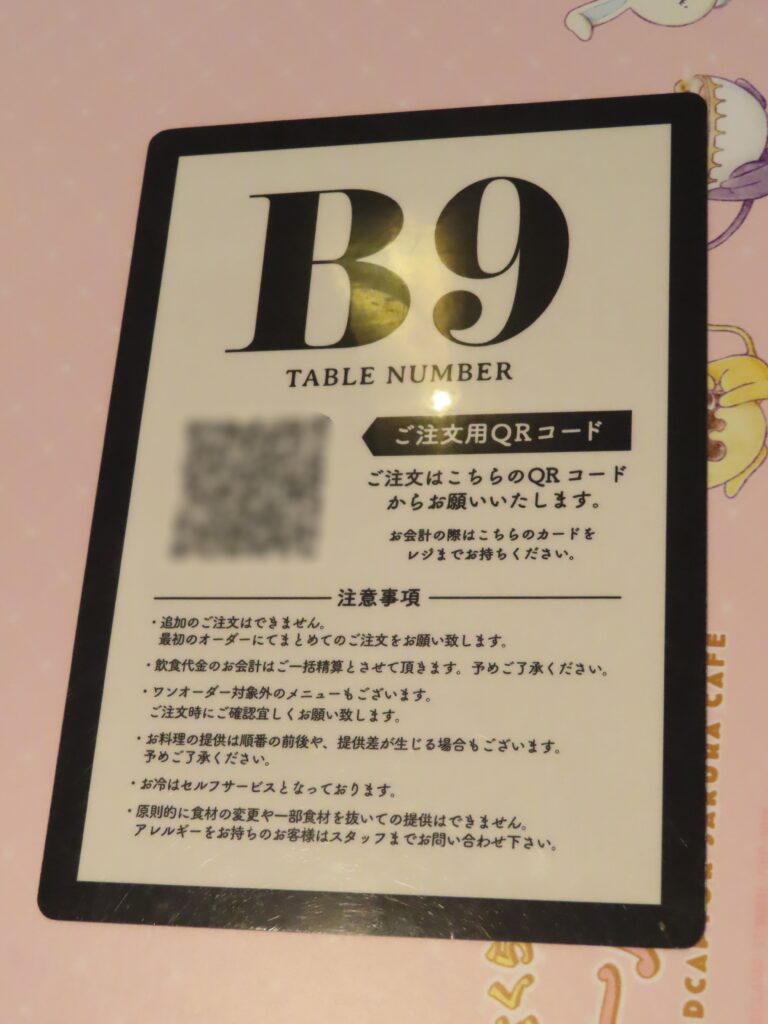 B9
TABLE NUMBER
ご注文用QRコード
ご注文はこちらのQRコード
からお願いいたします。
お会計の際はこちらのカードを
レジまでお持ちください。
注意事項
・追加のご注文はできません。
最初のオーダーにてまとめてのご注文をお願い致します。
・飲食代金のお会計はご一括精算とさせて頂きます。予めご了承ください。
・ワンオーダー対象外のメニューもございます。
ご注文時にご確認宜しくお願い致します。
・お料理の提供は順番の前後や、提供差が生じる場合もございます。
予めご了承ください。
・お冷はセルフサービスとなっております。
・原則的に食材の変更や一部食材を抜いての提供はできません。
アレルギーをお持ちのお客様はスタッフまでお問い合わせ下さい。
SAKURA CAFE